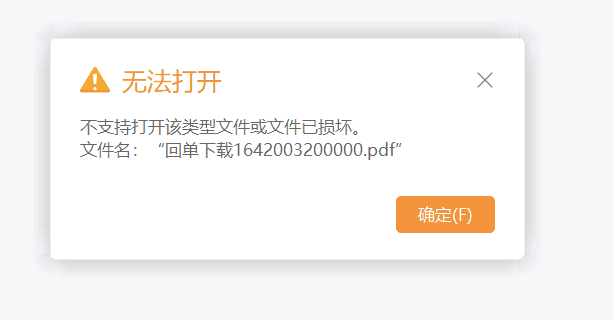 无法打开
不支持打开该类型文件或文件已损坏。
文件名：“回单下载1642003200000.pdf”
确定(F)